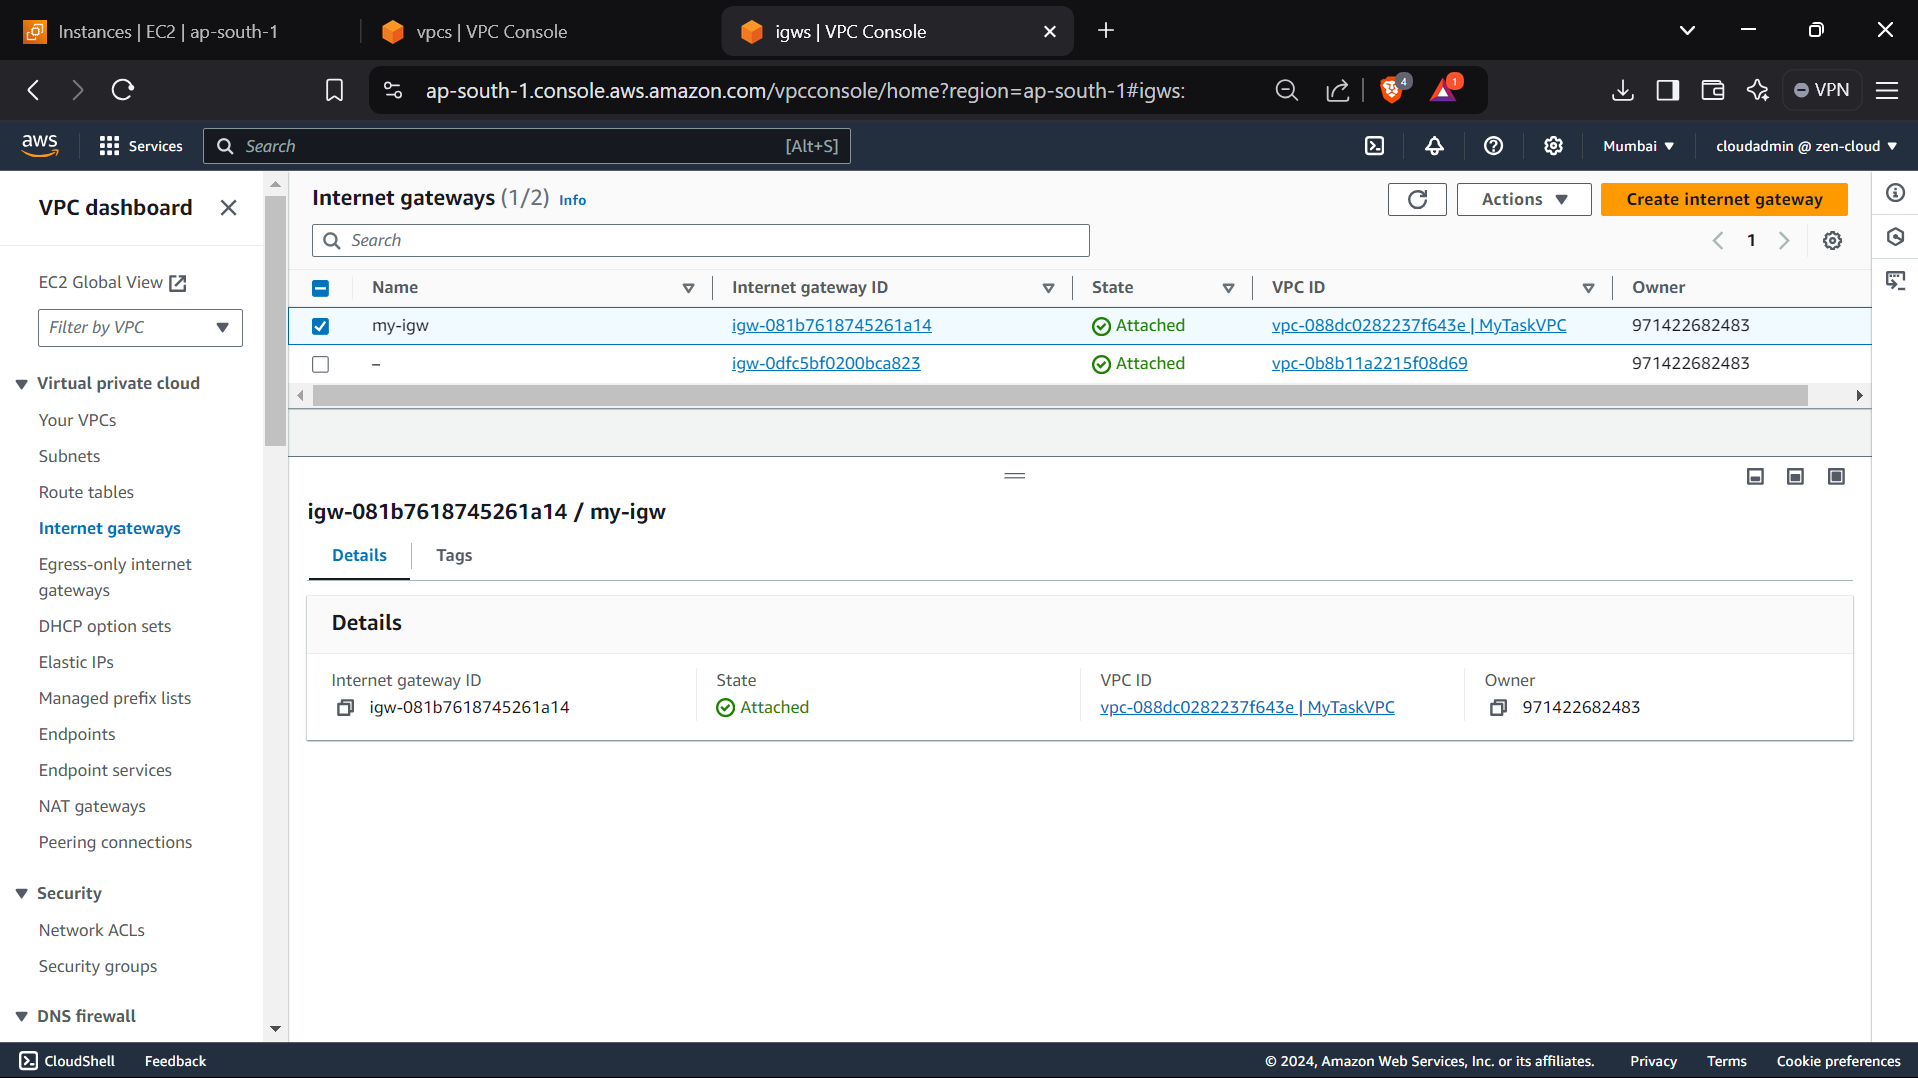 Instances | EC2 | ap-south-1
vpcs | VPC Console
igws | VPC Console
ap-south-1.console.aws.amazon.com/vpcconsole/home?region=ap-south-1#igws:
4
1
VPN
aws
Services
Search
[Alt+S]
Mumbai
cloudadmin @ zen-cloud
VPC dashboard
EC2 Global View
Filter by VPC
Virtual private cloud
Your VPCs
Subnets
Route tables
Internet gateways
Egress-only internet
gateways
DHCP option sets
Elastic IPs
Managed prefix lists
Endpoints
Endpoint services
NAT gateways
Peering connections
Security
Network ACLs
Security groups
DNS firewall
Internet gateways (1/2) Info
Actions
Create internet gateway
Search
1
Name Internet gateway ID State VPC ID Owner
my-igw igw-081b7618745261a14 Attached vpc-088dc0282237f643e | MyTaskVPC 971422682483
– igw-0dfc5bf0200bca823 Attached vpc-0b8b11a2215f08d69 971422682483
igw-081b7618745261a14 / my-igw
Details Tags
Details
Internet gateway ID State VPC ID Owner
igw-081b7618745261a14 Attached vpc-088dc0282237f643e | MyTaskVPC 971422682483
CloudShell Feedback © 2024, Amazon Web Services, Inc. or its affiliates. Privacy Terms Cookie preferences